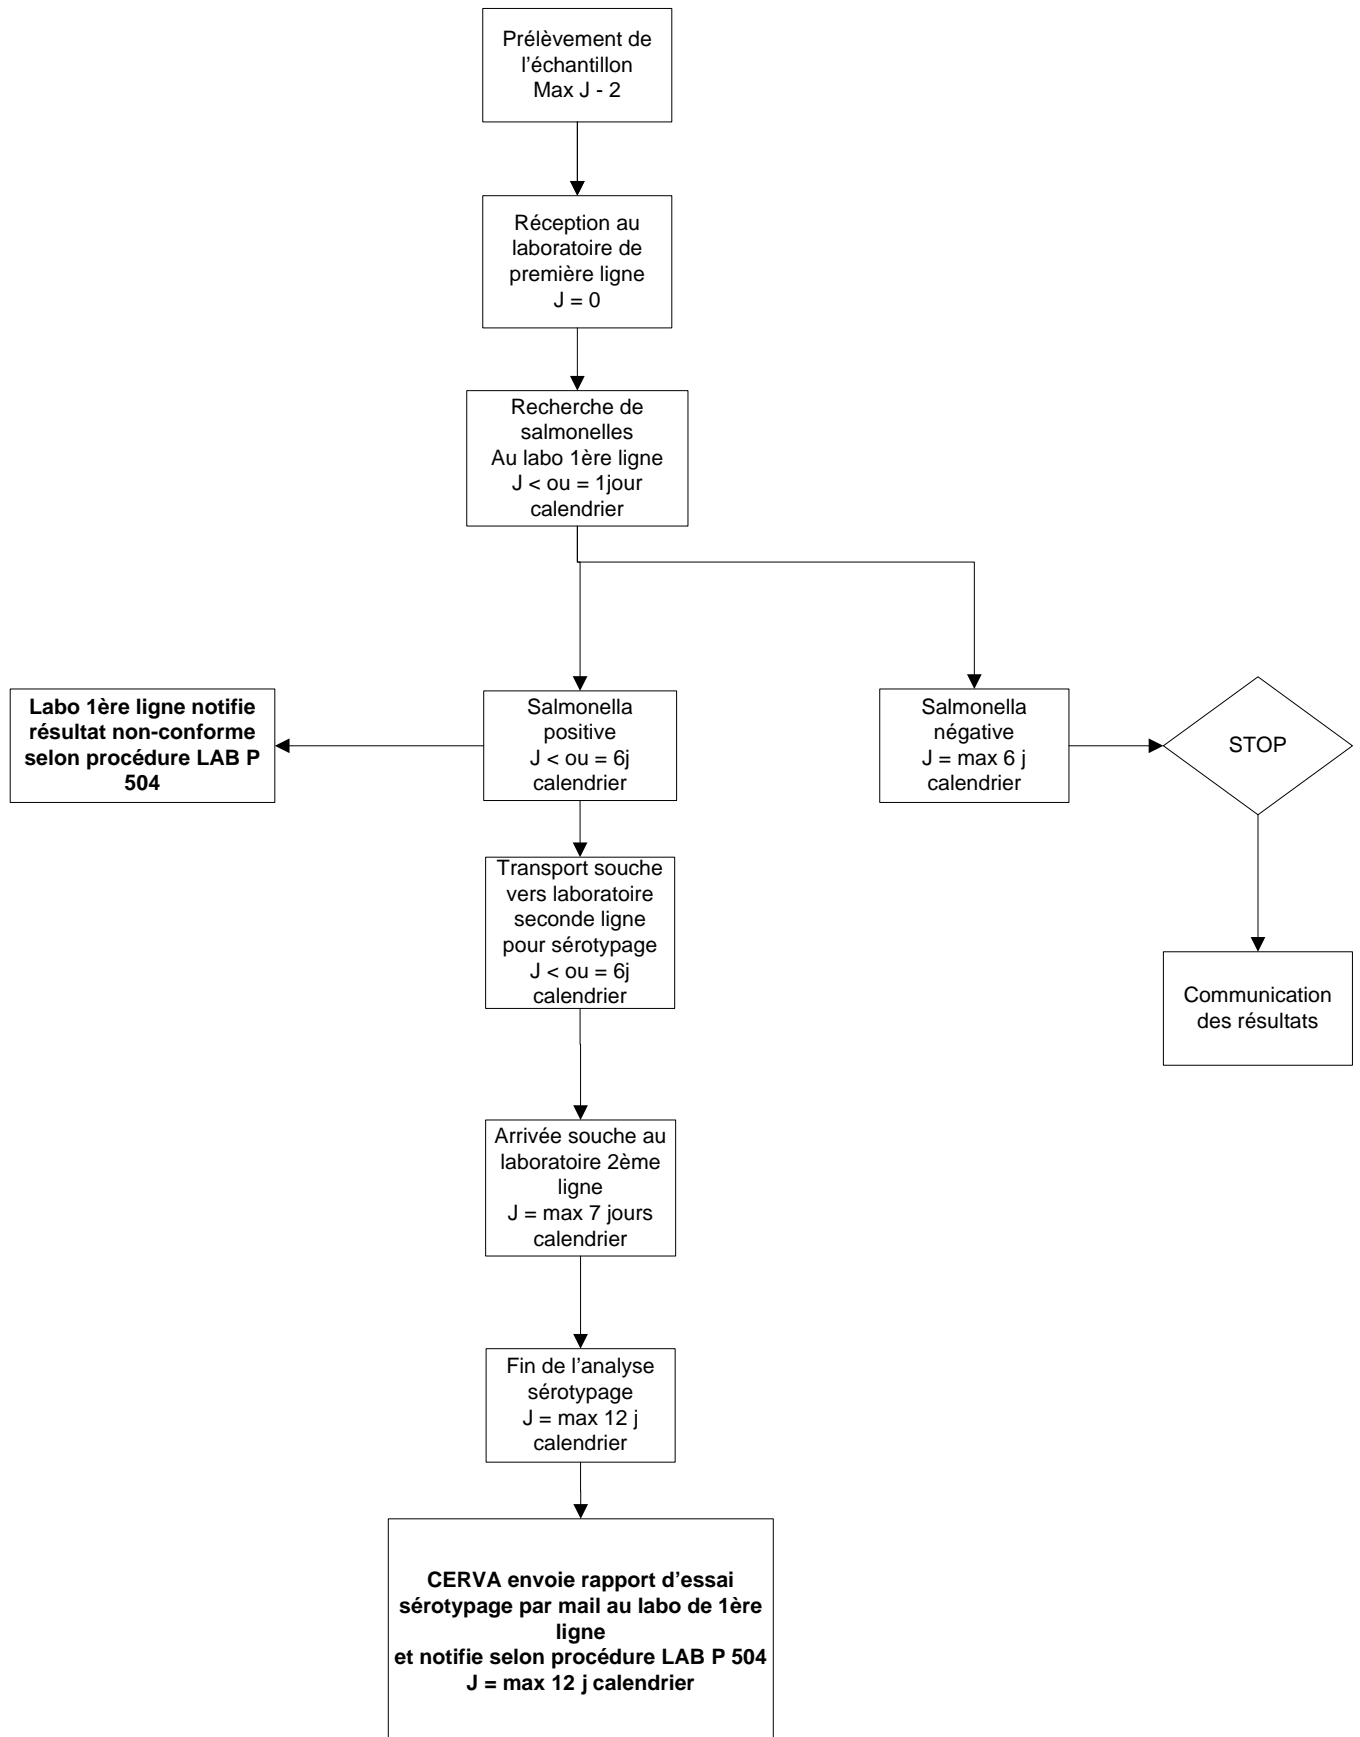 Prélèvement de
l'échantillon
Max J - 2
Réception au
laboratoire de
première ligne
J = 0
Recherche de
salmonelles
Au labo 1ère ligne
J < ou = 1jour
calendrier
Labo 1ère ligne notifie
résultat non-conforme
selon procédure LAB P
504
Salmonella
positive
J < ou = 6j
calendrier
Salmonella
négative
J = max 6 j
calendrier
STOP
Transport souche
vers laboratoire
seconde ligne
pour sérotypage
J < ou = 6j
calendrier
Communication
des résultats
Arrivée souche au
laboratoire 2ème
ligne
J = max 7 jours
calendrier
Fin de l'analyse
sérotypage
J = max 12 j
calendrier
CERVA envoie rapport d'essai
sérotypage par mail au labo de 1ère
ligne
et notifie selon procédure LAB P 504
J = max 12 j calendrier